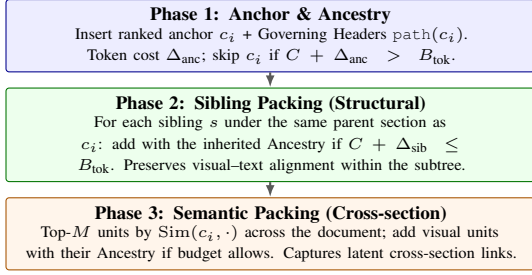 Phase 1: Anchor & Ancestry
Insert ranked anchor c_i + Governing Headers path(c_i).
Token cost Δ_anc; skip c_i if C + Δ_anc > B_tok.
Phase 2: Sibling Packing (Structural)
For each sibling s under the same parent section as
c_i: add with the inherited Ancestry if C + Δ_sib ≤
B_tok. Preserves visual–text alignment within the subtree.
Phase 3: Semantic Packing (Cross-section)
Top-M units by Sim(c_i, ·) across the document; add visual units
with their Ancestry if budget allows. Captures latent cross-section links.